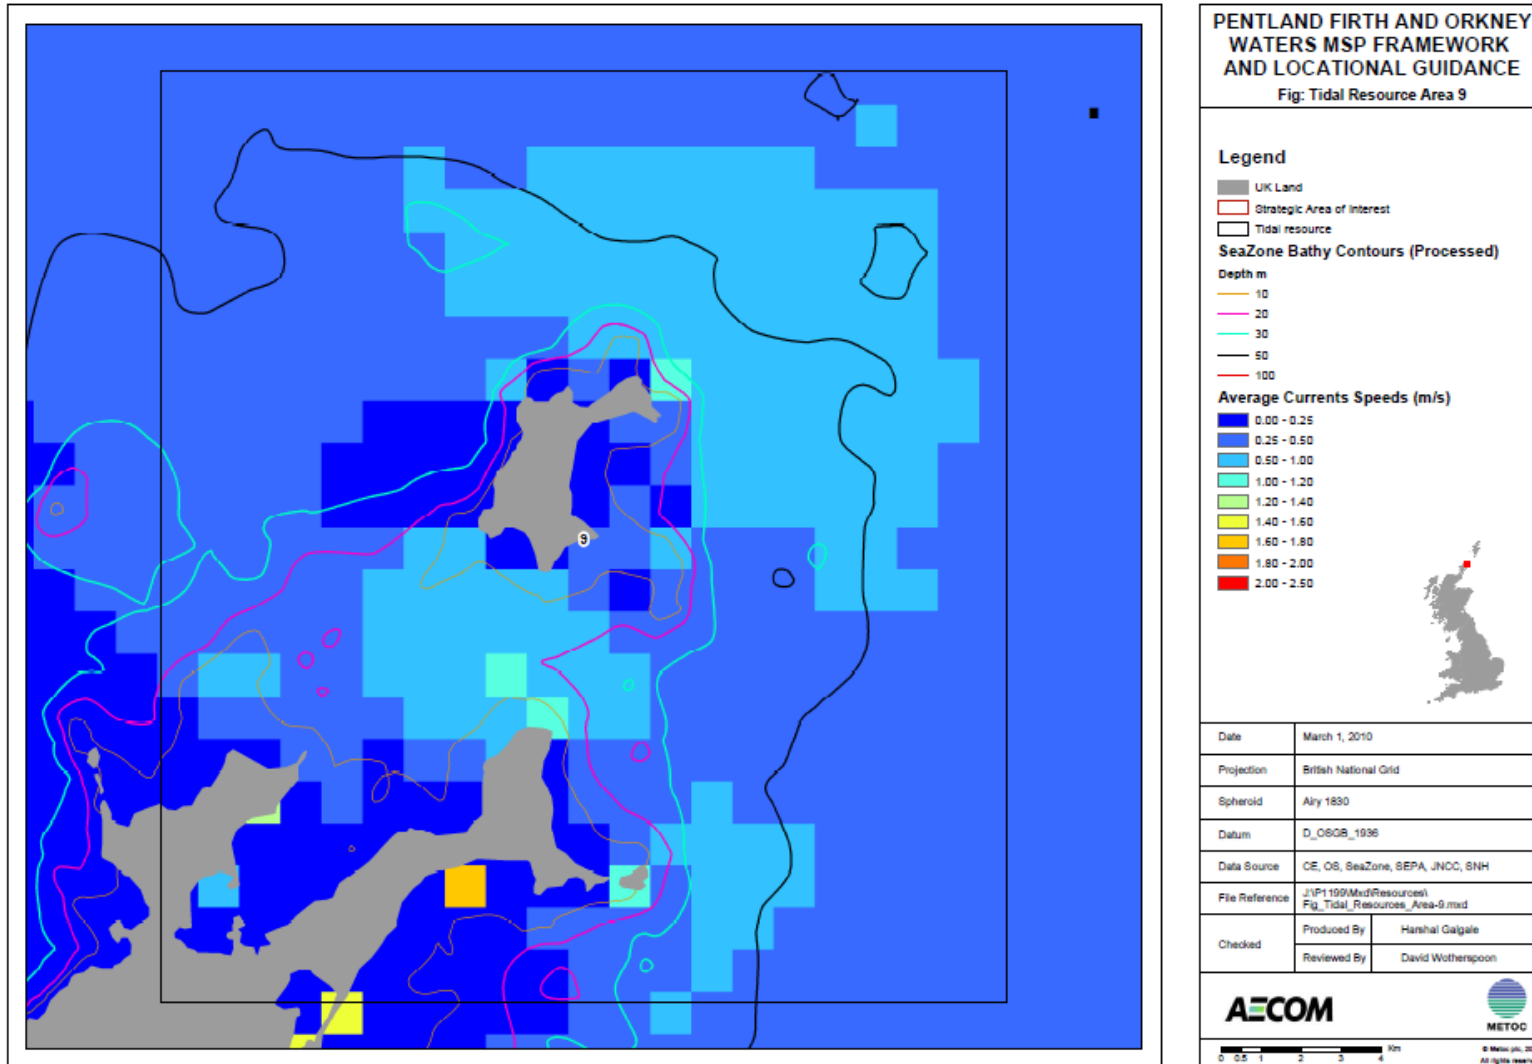 9
PENTLAND FIRTH AND ORKNEY
WATERS MSP FRAMEWORK
AND LOCATIONAL GUIDANCE
Fig: Tidal Resource Area 9
Legend
UK Land
Strategic Area of Interest
Tidal resource
SeaZone Bathy Contours (Processed)
Depth m
10
20
30
50
100
Average Currents Speeds (m/s)
0.00 - 0.25
0.25 - 0.50
0.50 - 1.00
1.00 - 1.20
1.20 - 1.40
1.40 - 1.60
1.60 - 1.80
1.80 - 2.00
2.00 - 2.50
Date March 1, 2010
Projection British National Grid
Spheroid Airy 1830
Datum D_OSGB_1936
Data Source CE, OS, SeaZone, SEPA, JNCC, SNH
File Reference J:\P1199\Mxd\Resources\
Fig_Tidal_Resources_Area-9.mxd
Checked
Produced By Harshal Galgale
Reviewed By David Wotherspoon
AECOM
METOC
0 0.5 1 2 3 4 Km
© Metoc plc, 20
All rights reserv